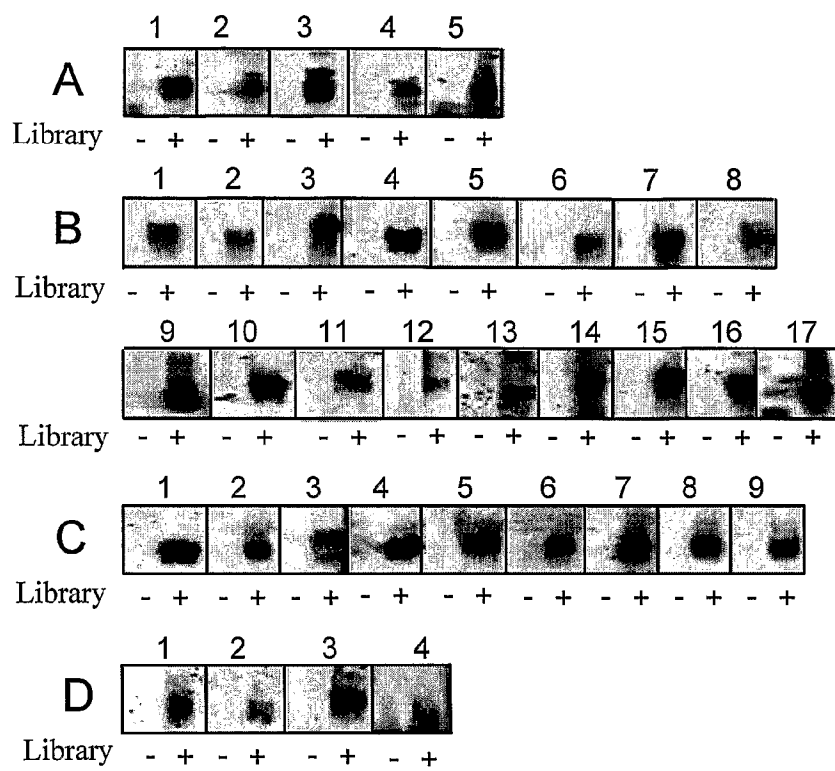 1 2 3 4 5
A
Library - + - + - + - + - +
1 2 3 4 5 6 7 8
B
Library - + - + - + - + - + - + - + - +
9 10 11 12 13 14 15 16 17
Library - + - + - + - + - + - + - + - + - +
1 2 3 4 5 6 7 8 9
C
Library - + - + - + - + - + - + - + - + - +
1 2 3 4
D
Library - + - + - + - +